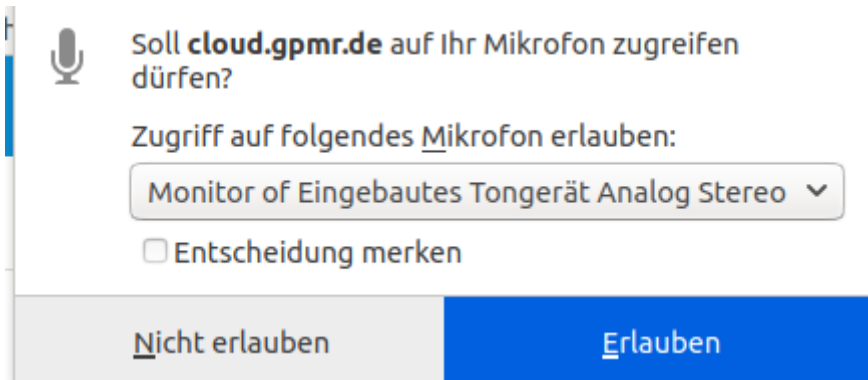 Soll cloud.gpmr.de auf Ihr Mikrofon zugreifen
dürfen?
Zugriff auf folgendes Mikrofon erlauben:
Monitor of Eingebautes Tongerät Analog Stereo
Entscheidung merken
Nicht erlauben
Erlauben